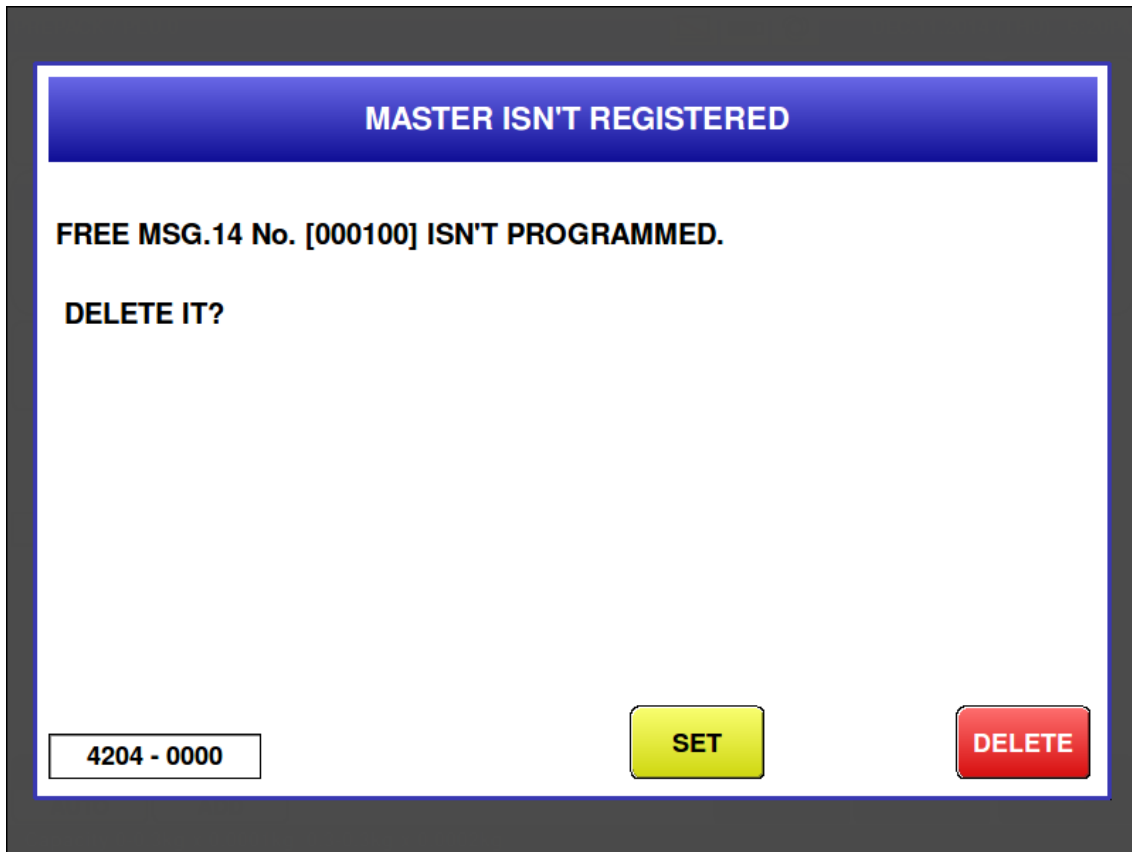 MASTER ISN'T REGISTERED
FREE MSG.14 No. [000100] ISN'T PROGRAMMED.
DELETE IT?
4204 - 0000
SET
DELETE